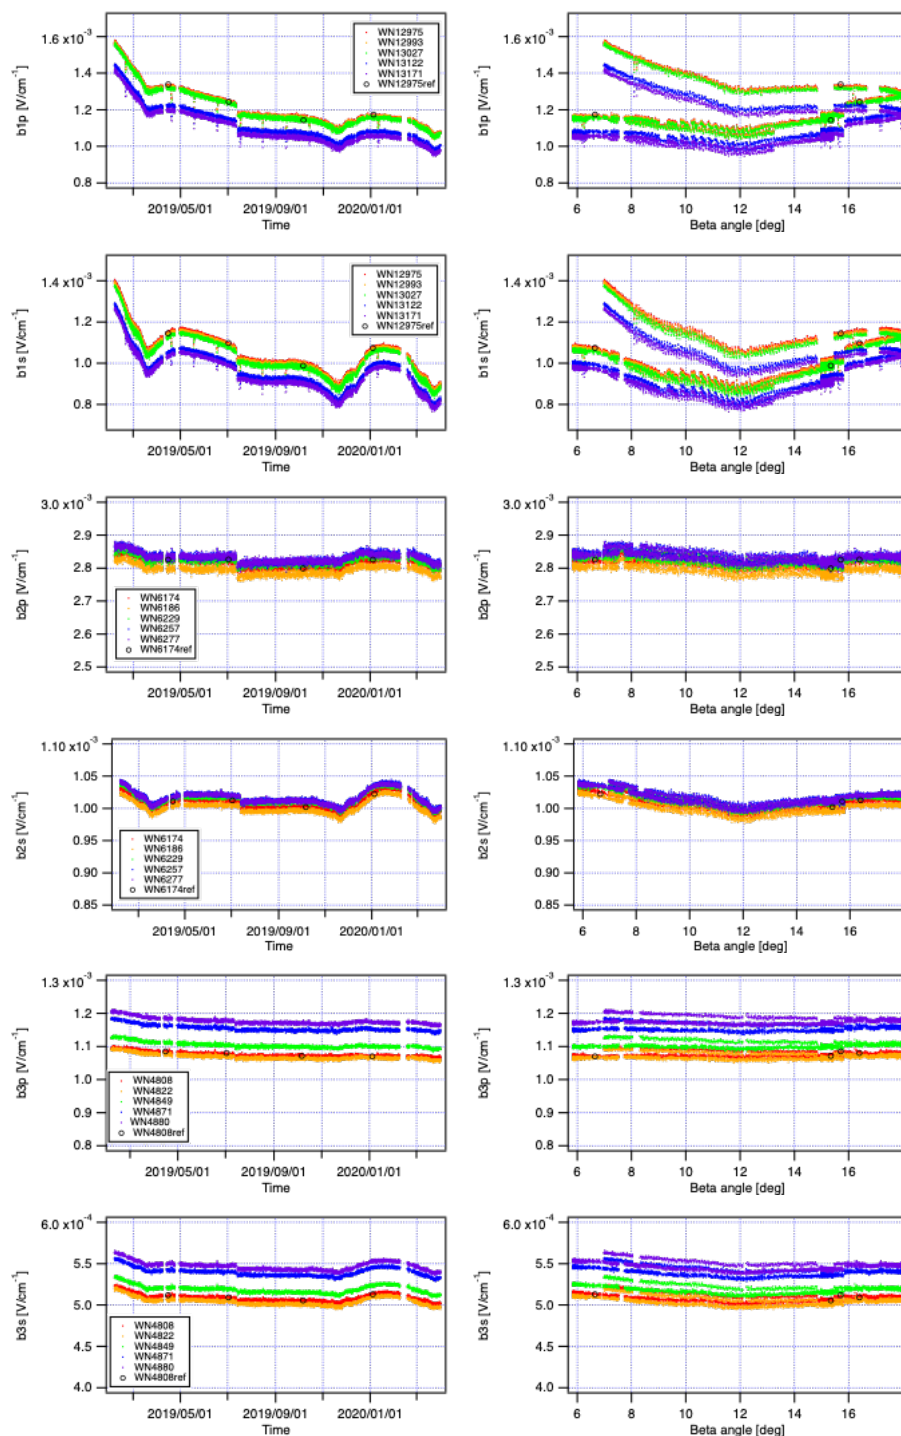 1.6 x10⁻³
1.4
1.2
1.0
0.8
b1p [V/cm⁻¹]
WN12975
WN12993
WN13027
WN13122
WN13171
WN12975ref
2019/05/01
2019/09/01
2020/01/01
Time
1.6 x10⁻³
1.4
1.2
1.0
0.8
b1p [V/cm⁻¹]
6
8
10
12
14
16
Beta angle [deg]
1.4 x10⁻³
1.2
1.0
0.8
b1s [V/cm⁻¹]
WN12975
WN12993
WN13027
WN13122
WN13171
WN12975ref
2019/05/01
2019/09/01
2020/01/01
Time
1.4 x10⁻³
1.2
1.0
0.8
b1s [V/cm⁻¹]
6
8
10
12
14
16
Beta angle [deg]
3.0 x10⁻³
2.9
2.8
2.7
2.6
2.5
b2p [V/cm⁻¹]
WN6174
WN6186
WN6229
WN6257
WN6277
WN6174ref
2019/05/01
2019/09/01
2020/01/01
Time
3.0 x10⁻³
2.9
2.8
2.7
2.6
2.5
b2p [V/cm⁻¹]
6
8
10
12
14
16
Beta angle [deg]
1.10 x10⁻³
1.05
1.00
0.95
0.90
0.85
b2s [V/cm⁻¹]
WN6174
WN6186
WN6229
WN6257
WN6277
WN6174ref
2019/05/01
2019/09/01
2020/01/01
Time
1.10 x10⁻³
1.05
1.00
0.95
0.90
0.85
b2s [V/cm⁻¹]
6
8
10
12
14
16
Beta angle [deg]
1.3 x10⁻³
1.2
1.1
1.0
0.9
0.8
b3p [V/cm⁻¹]
WN4808
WN4822
WN4849
WN4871
WN4880
WN4808ref
2019/05/01
2019/09/01
2020/01/01
Time
1.3 x10⁻³
1.2
1.1
1.0
0.9
0.8
b3p [V/cm⁻¹]
6
8
10
12
14
16
Beta angle [deg]
6.0 x10⁻⁴
5.5
5.0
4.5
4.0
b3s [V/cm⁻¹]
WN4808
WN4822
WN4849
WN4871
WN4880
WN4808ref
2019/05/01
2019/09/01
2020/01/01
Time
6.0 x10⁻⁴
5.5
5.0
4.5
4.0
b3s [V/cm⁻¹]
6
8
10
12
14
16
Beta angle [deg]